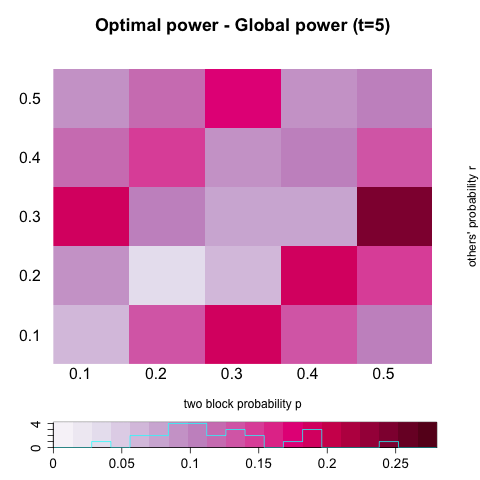 Optimal power - Global power (t=5)
0.5
0.4
0.3
0.2
0.1
others' probability r
0.1 0.2 0.3 0.4 0.5
two block probability p
0 4
0 0.05 0.1 0.15 0.2 0.25